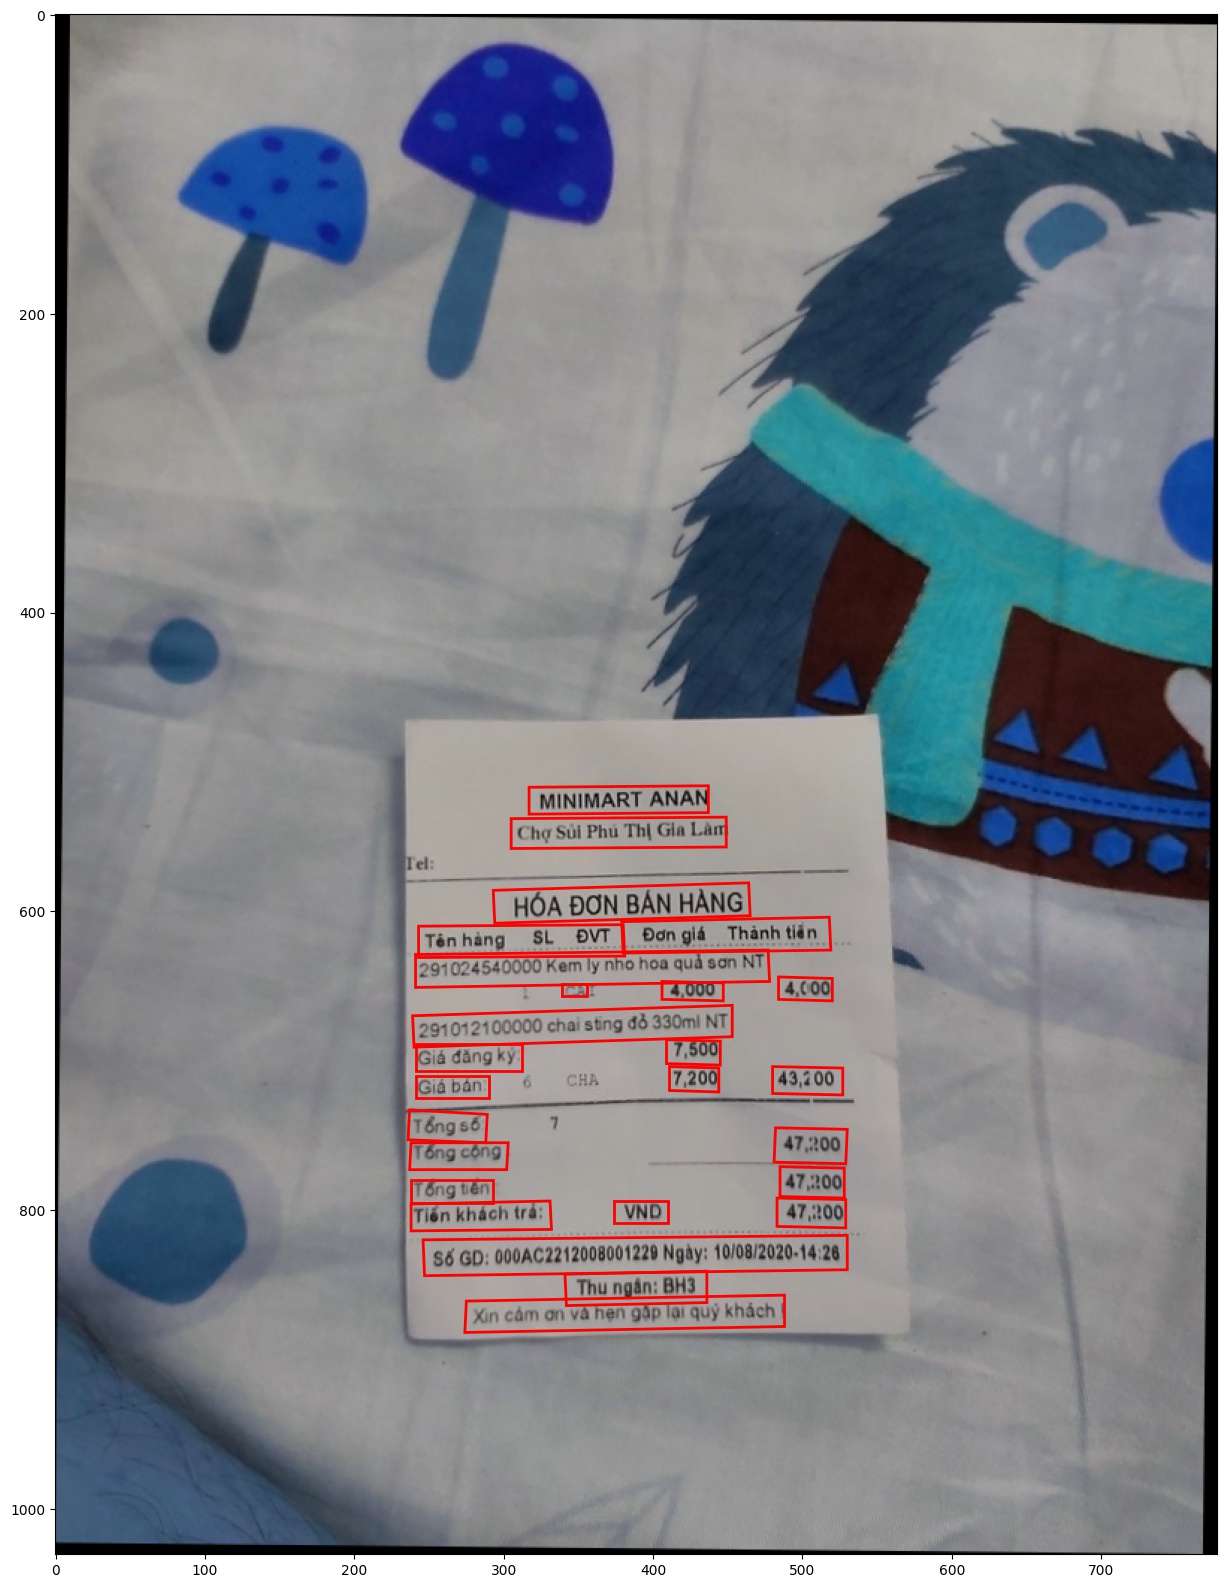 MINIMART ANAN
Chợ Sủi Phú Thị Gia Lâm
Tel:
HÓA ĐƠN BÁN HÀNG
Tên hàng SL ĐVT Đơn giá Thành tiền
291024540000 Kem ly nho hoa quả sơn NT
1 CAI 4,000 4,000
291012100000 chai sting đỏ 330ml NT
Giá đăng ký: 7,500
Giá bán: 6 CHA 7,200 43,200
Tổng số 7
Tổng cộng 47,200
Tổng tiền 47,200
Tiền khách trả: VND 47,200
Số GD: 000AC2212008001229 Ngày: 10/08/2020-14:26
Thu ngân: BH3
Xin cám ơn và hẹn gặp lại quý khách !
0
200
400
600
800
1000
0 100 200 300 400 500 600 700